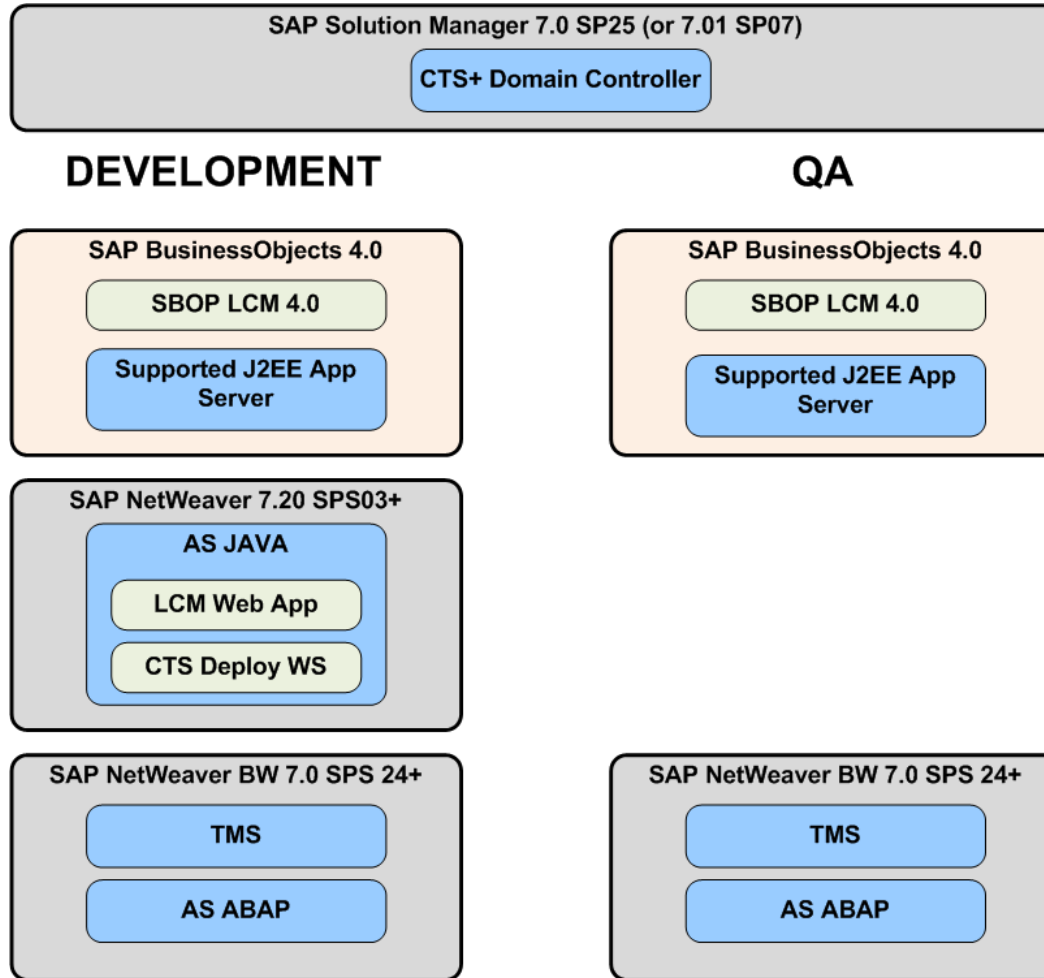 SAP Solution Manager 7.0 SP25 (or 7.01 SP07)
CTS+ Domain Controller
DEVELOPMENT
QA
SAP BusinessObjects 4.0
SBOP LCM 4.0
Supported J2EE App
Server
SAP BusinessObjects 4.0
SBOP LCM 4.0
Supported J2EE App
Server
SAP NetWeaver 7.20 SPS03+
AS JAVA
LCM Web App
CTS Deploy WS
SAP NetWeaver BW 7.0 SPS 24+
TMS
AS ABAP
SAP NetWeaver BW 7.0 SPS 24+
TMS
AS ABAP